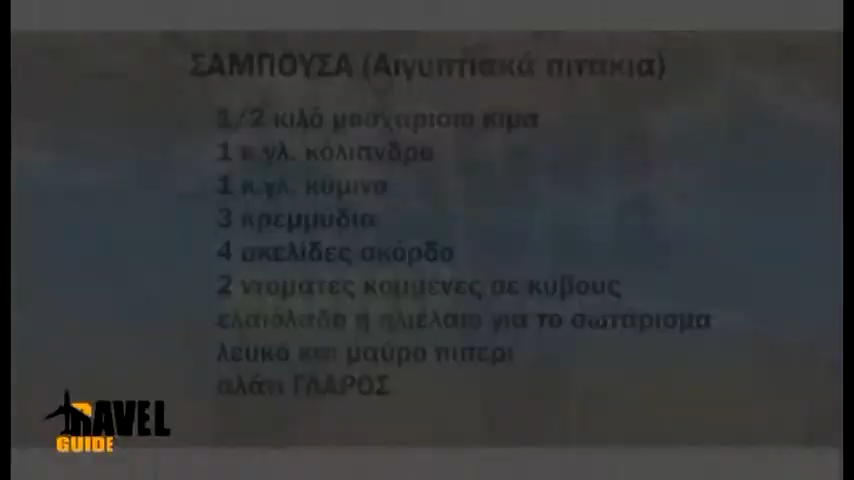 ΣΑΜΠΟΥΣΑ (Αιγυπτιακά πιτάκια)
1/2 κιλό μοσχαρίσιο κιμά
1 κ.γλ. κόλιανδρο
1 κ.γλ. κύμινο
3 κρεμμύδια
4 σκελίδες σκόρδο
2 ντομάτες κομμένες σε κύβους
ελαιόλαδο ή ηλιέλαιο για το σωτάρισμα
λευκό και μαύρο πιπέρι
αλάτι ΓΛΑΡΟΣ
TRAVEL
GUIDE